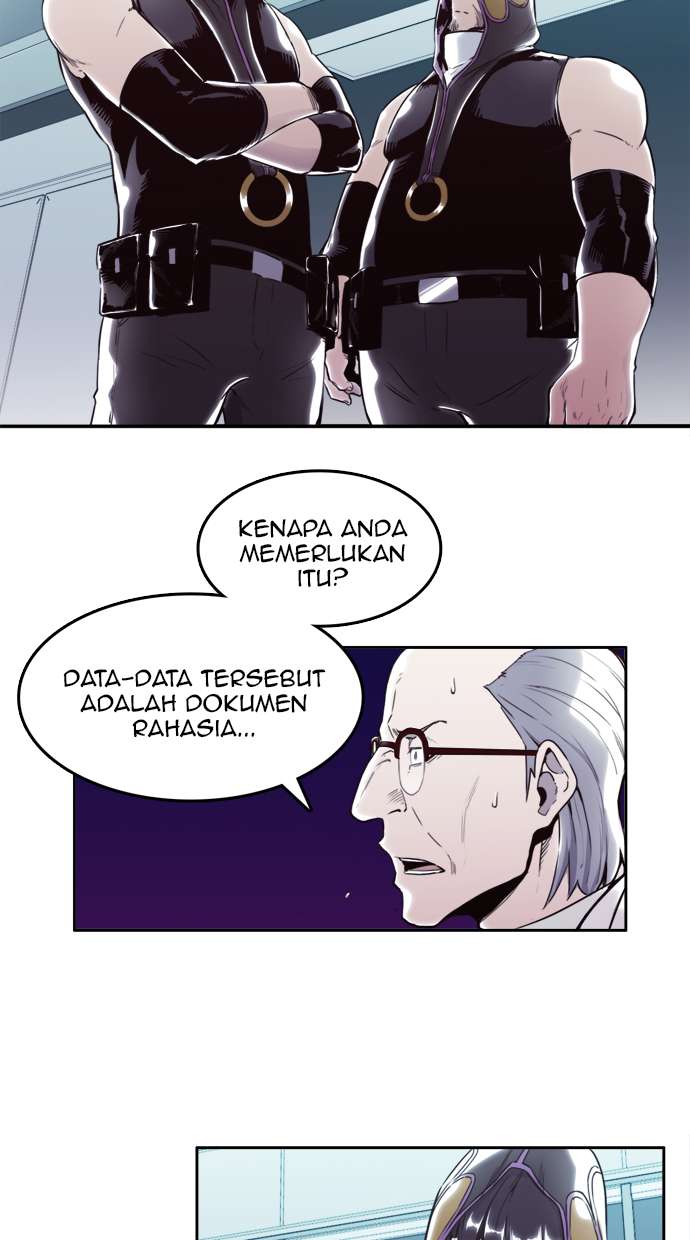 KENAPA ANDA
MEMERLUKAN
ITU?
DATA-DATA TERSEBUT
ADALAH DOKUMEN
RAHASIA...